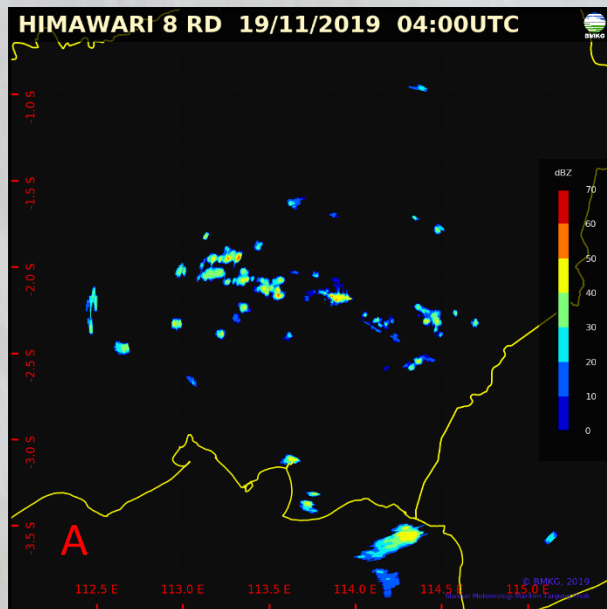 HIMAWARI 8 RD 19/11/2019 04:00UTC
BMKG
-1.0 S
-1.5 S
-2.0 S
-2.5 S
-3.0 S
-3.5 S
dBZ
70
60
50
40
30
20
10
0
A
112.5 E 113.0 E 113.5 E 114.0 E 114.5 E 115.0 E
© BMKG, 2019
Stasiun Meteorologi